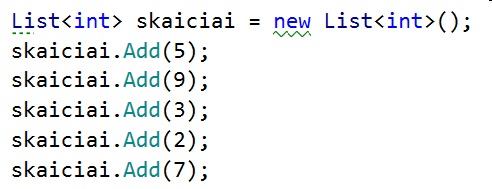 List<int> skaiciai = new List<int>();
skaiciai.Add(5);
skaiciai.Add(9);
skaiciai.Add(3);
skaiciai.Add(2);
skaiciai.Add(7);